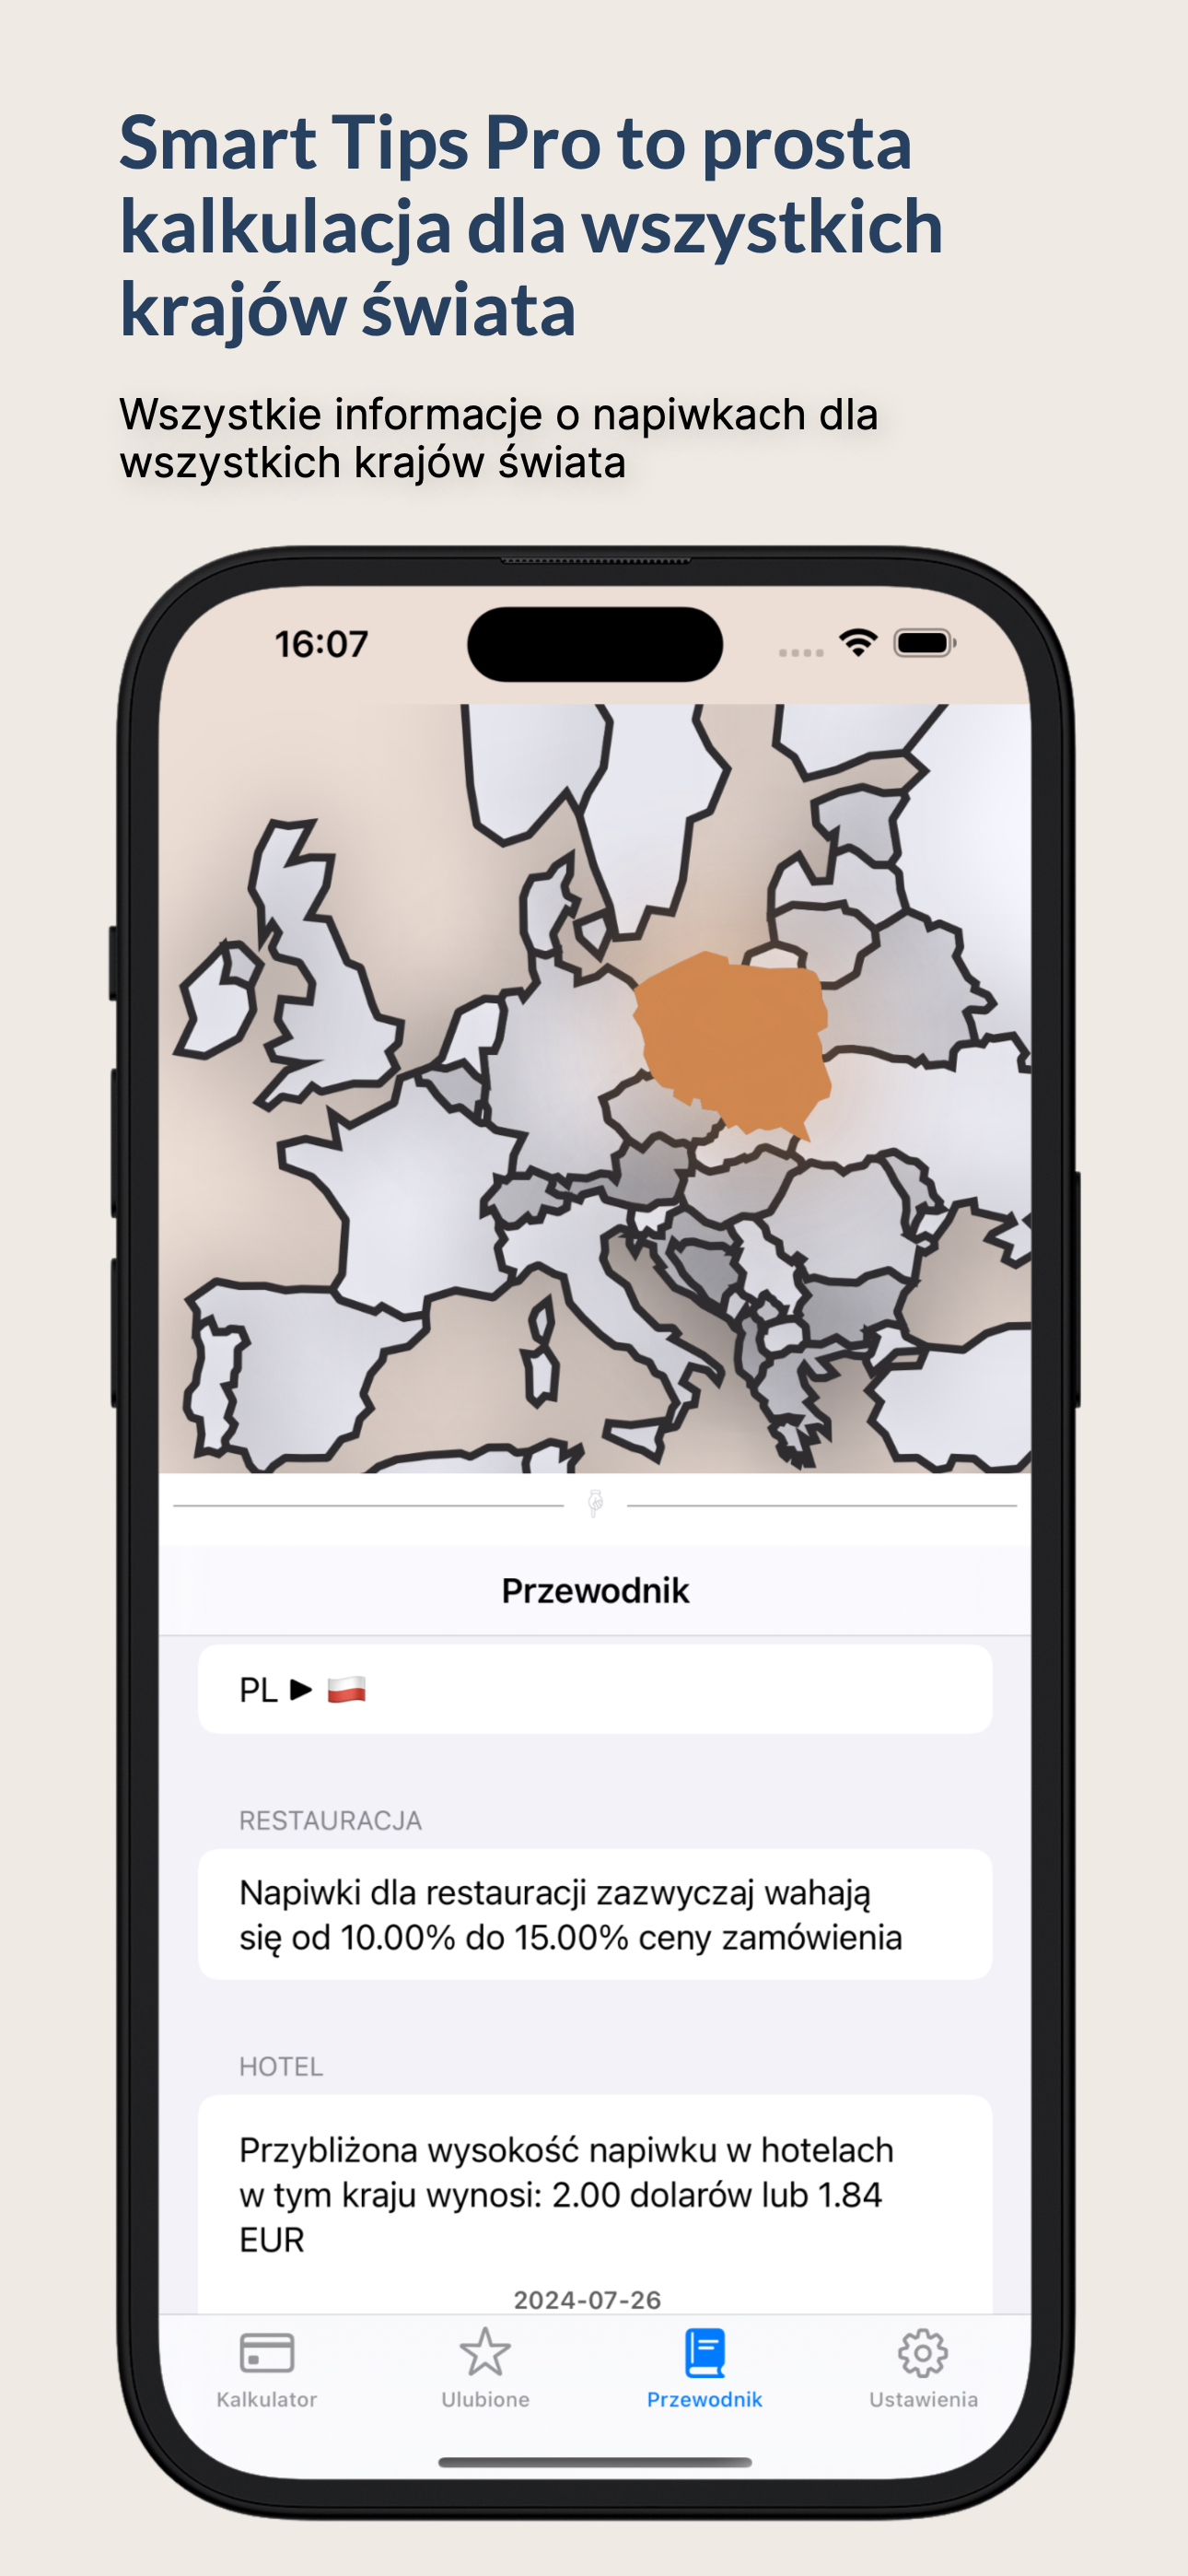 Smart Tips Pro to prosta
kalkulacja dla wszystkich
krajów świata
Wszystkie informacje o napiwkach dla
wszystkich krajów świata
16:07
Przewodnik
PL ▶ 🇵🇱
RESTAURACJA
Napiwki dla restauracji zazwyczaj wahają
się od 10.00% do 15.00% ceny zamówienia
HOTEL
Przybliżona wysokość napiwku w hotelach
w tym kraju wynosi: 2.00 dolarów lub 1.84
EUR
2024-07-26
Kalkulator
Ulubione
Przewodnik
Ustawienia